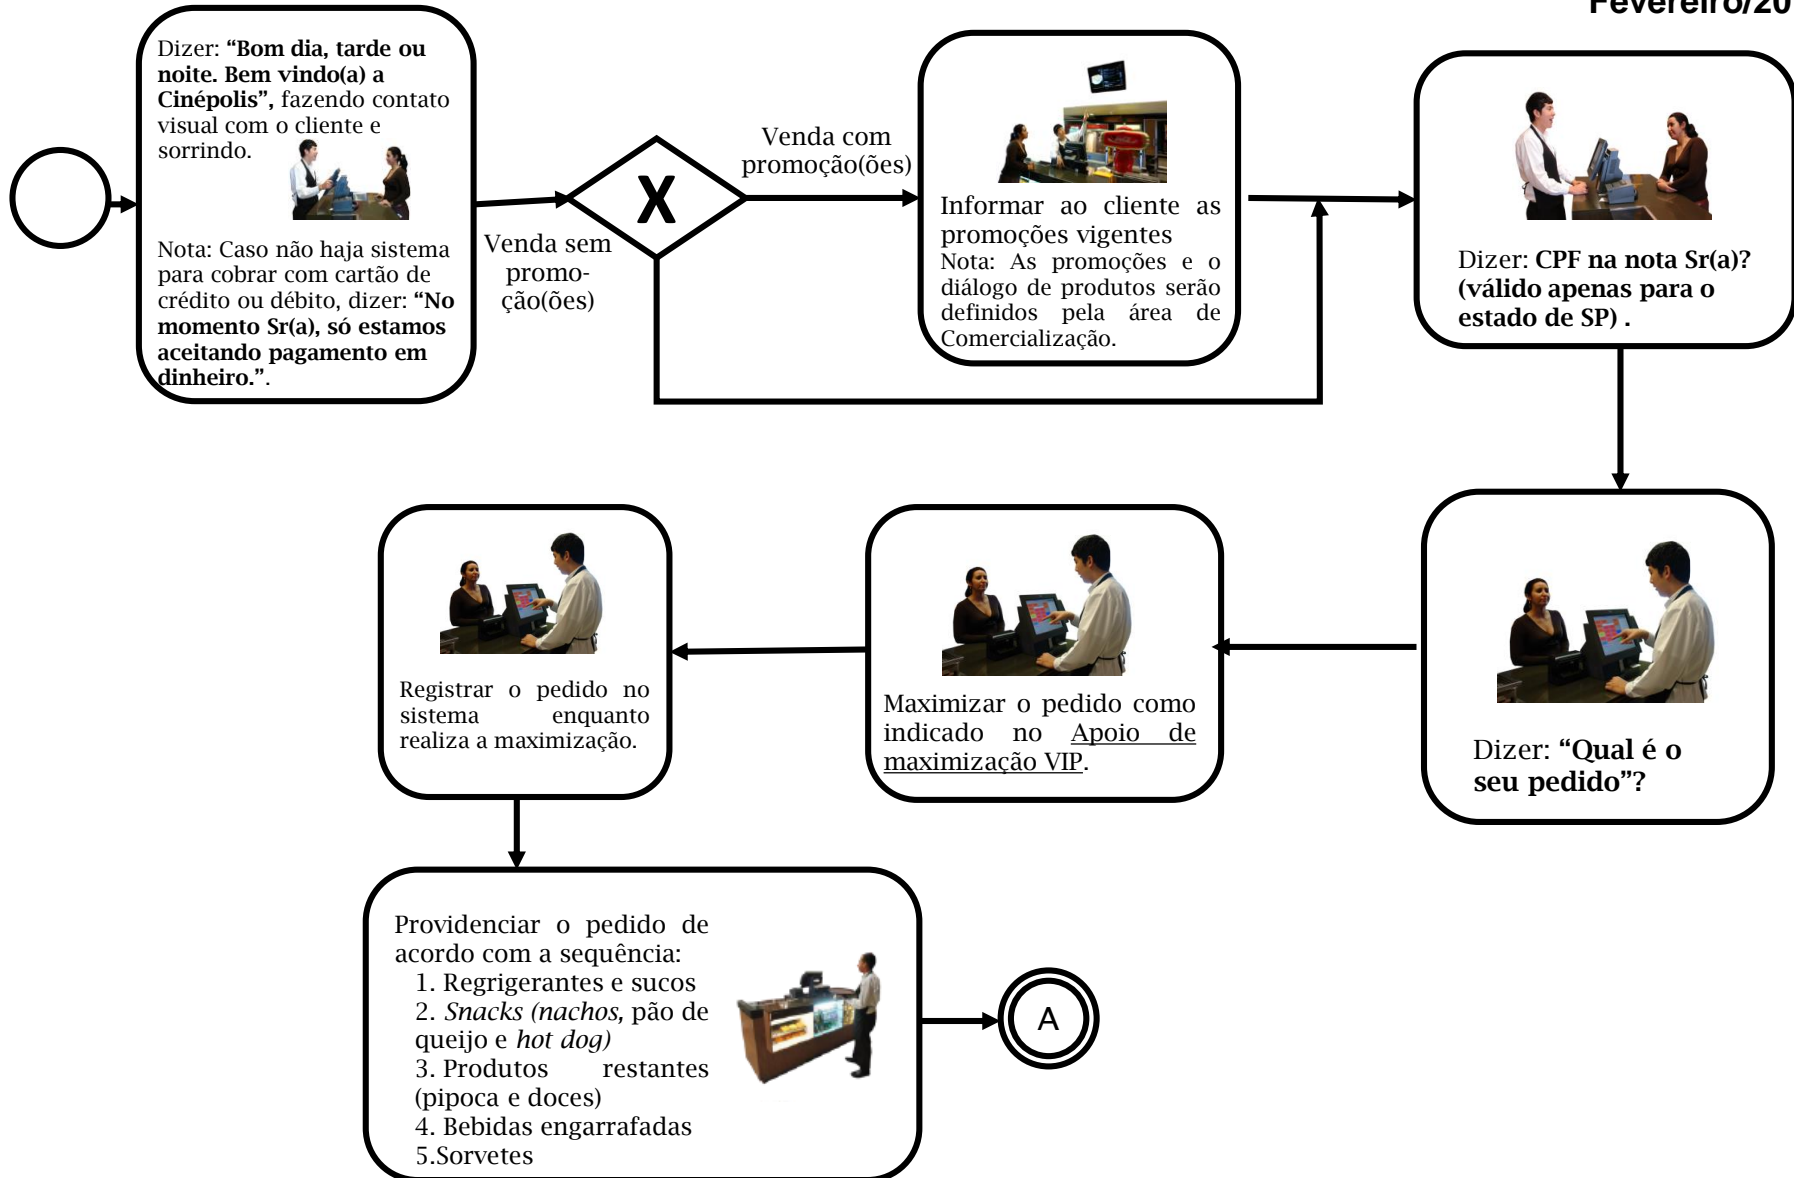 Fevereiro/20
Dizer: “Bom dia, tarde ou
noite. Bem vindo(a) a
Cinépolis”, fazendo contato
visual com o cliente e
sorrindo.
Nota: Caso não haja sistema
para cobrar com cartão de
crédito ou débito, dizer: “No
momento Sr(a), só estamos
aceitando pagamento em
dinheiro.”.
X
Venda sem
promo-
ção(ões)
Venda com
promoção(ões)
Informar ao cliente as
promoções vigentes
Nota: As promoções e o
diálogo de produtos serão
definidos pela área de
Comercialização.
Dizer: CPF na nota Sr(a)?
(válido apenas para o
estado de SP) .
Dizer: “Qual é o
seu pedido”?
Maximizar o pedido como
indicado no Apoio de
maximização VIP.
Registrar o pedido no
sistema enquanto
realiza a maximização.
Providenciar o pedido de
acordo com a sequência:
1. Regrigerantes e sucos
2. Snacks (nachos, pão de
queijo e hot dog)
3. Produtos restantes
(pipoca e doces)
4. Bebidas engarrafadas
5.Sorvetes
A